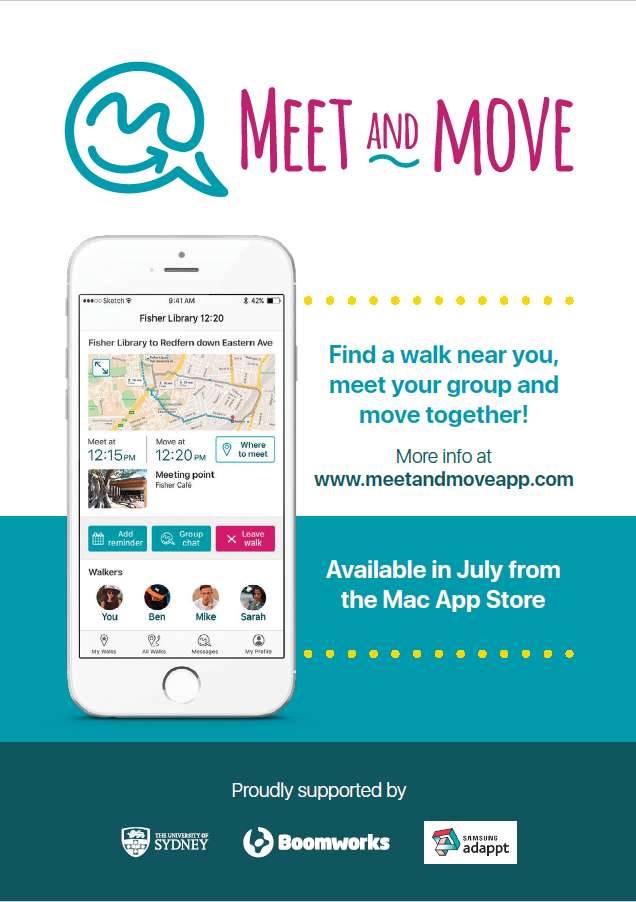 MEET AND MOVE
Sketch 9:41 AM 42%
Fisher Library 12:20
Fisher Library to Redfern down Eastern Ave
Meet at
12:15 PM
Move at
12:20 PM
Where
to meet
Meeting point
Fisher Café
Add
reminder
Group
chat
Leave
walk
Walkers
You Ben Mike Sarah
My Walks All Walks Messages My Profile
Find a walk near you,
meet your group and
move together!
More info at
www.meetandmoveapp.com
Available in July from
the Mac App Store
Proudly supported by
THE UNIVERSITY OF
SYDNEY
Boomworks
SAMSUNG
adappt